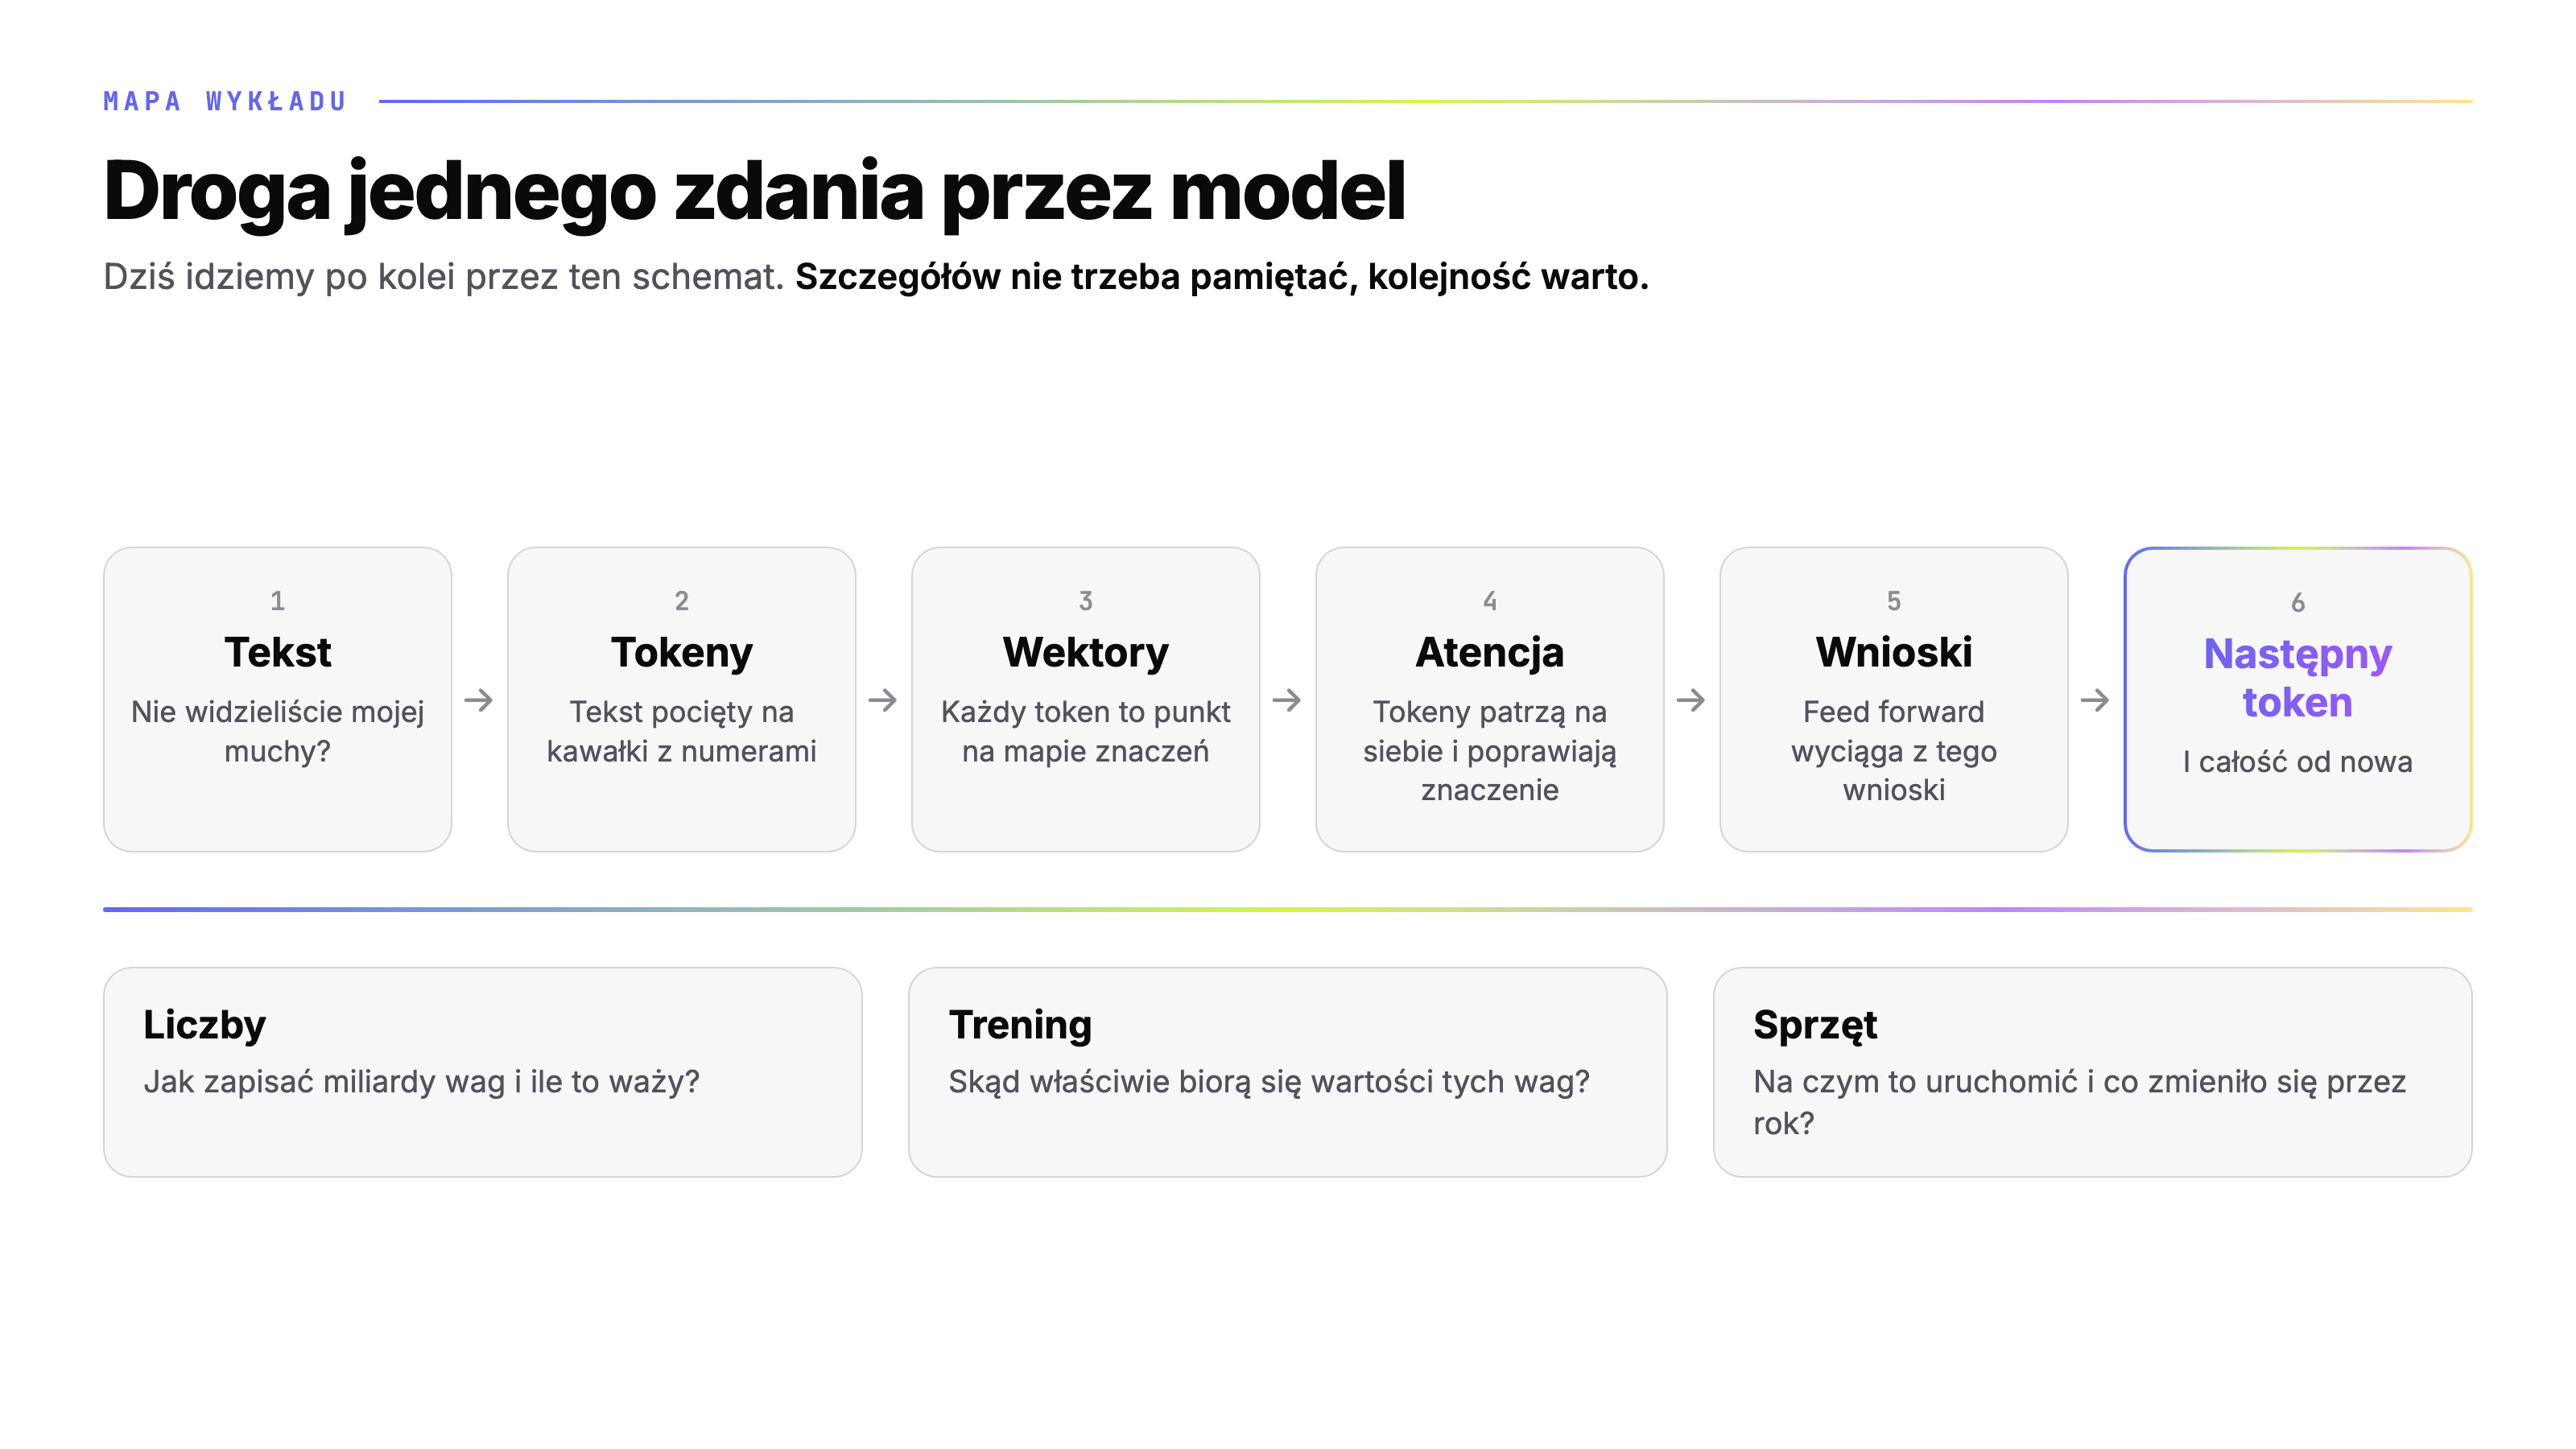 MAPA WYKŁADU
Droga jednego zdania przez model
Dziś idziemy po kolei przez ten schemat. Szczegółów nie trzeba pamiętać, kolejność warto.
1
Tekst
Nie widzieliście mojej
muchy?
2
Tokeny
Tekst pocięty na
kawałki z numerami
3
Wektory
Każdy token to punkt
na mapie znaczeń
4
Atencja
Tokeny patrzą na
siebie i poprawiają
znaczenie
5
Wnioski
Feed forward
wyciąga z tego
wnioski
6
Następny
token
I całość od nowa
Liczby
Jak zapisać miliardy wag i ile to waży?
Trening
Skąd właściwie biorą się wartości tych wag?
Sprzęt
Na czym to uruchomić i co zmieniło się przez
rok?